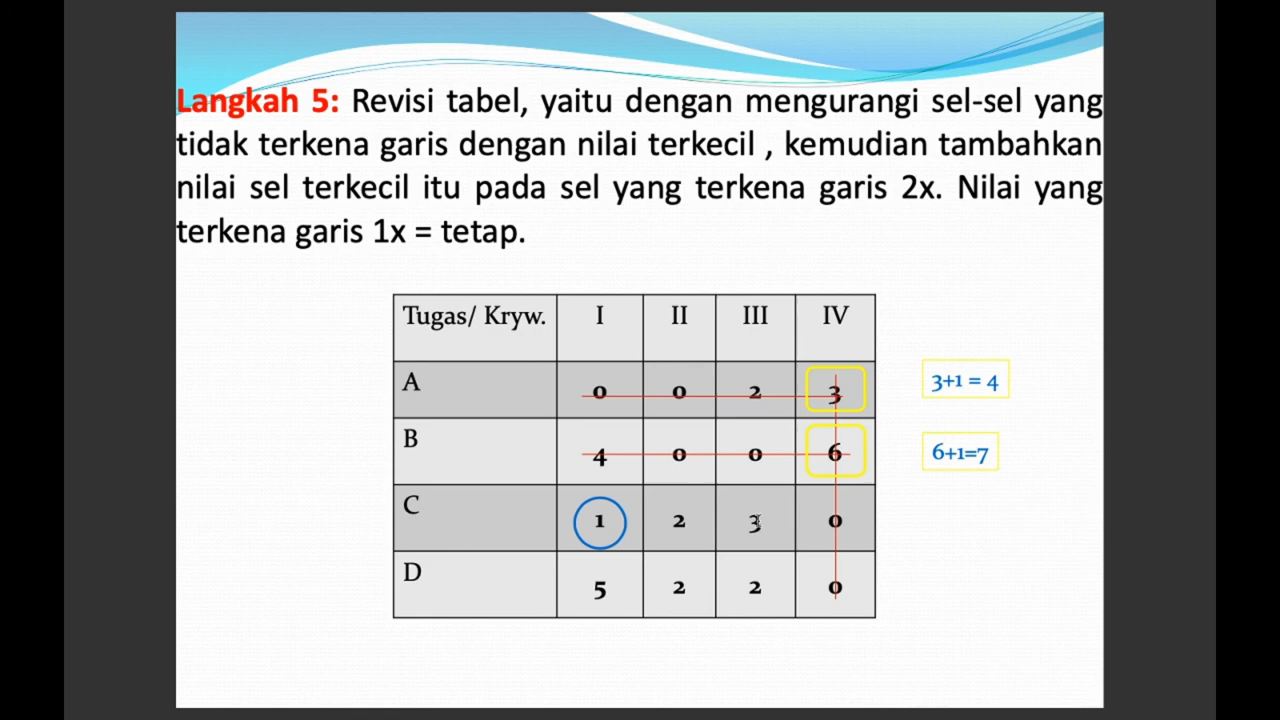 Langkah 5: Revisi tabel, yaitu dengan mengurangi sel-sel yang
tidak terkena garis dengan nilai terkecil , kemudian tambahkan
nilai sel terkecil itu pada sel yang terkena garis 2x. Nilai yang
terkena garis 1x = tetap.
Tugas/ Kryw. I II III IV
A 0 0 2 3
3+1 = 4
B 4 0 0 6
6+1=7
C 1 2 3 0
D 5 2 2 0